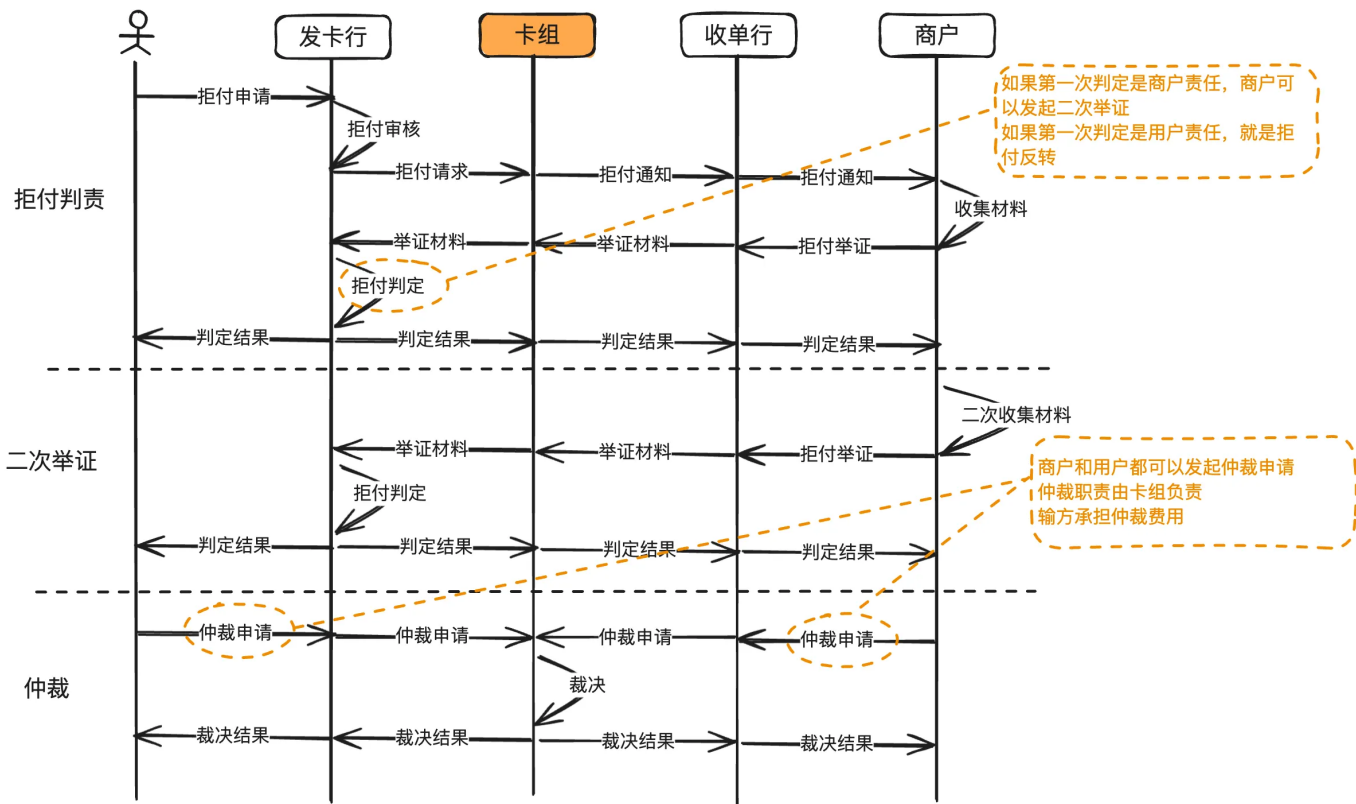 发卡行
卡组
收单行
商户
拒付申请
如果第一次判定是商户责任，商户可
以发起二次举证
如果第一次判定是用户责任，就是拒
付反转
拒付审核
拒付请求
拒付通知
拒付通知
拒付判责
收集材料
举证材料
举证材料
拒付举证
拒付判定
判定结果
判定结果
判定结果
判定结果
二次收集材料
二次举证
举证材料
举证材料
拒付举证
商户和用户都可以发起仲裁申请
仲裁职责由卡组负责
输方承担仲裁费用
拒付判定
判定结果
判定结果
判定结果
判定结果
仲裁申请
仲裁申请
仲裁申请
仲裁申请
仲裁
裁决
裁决结果
裁决结果
裁决结果
裁决结果